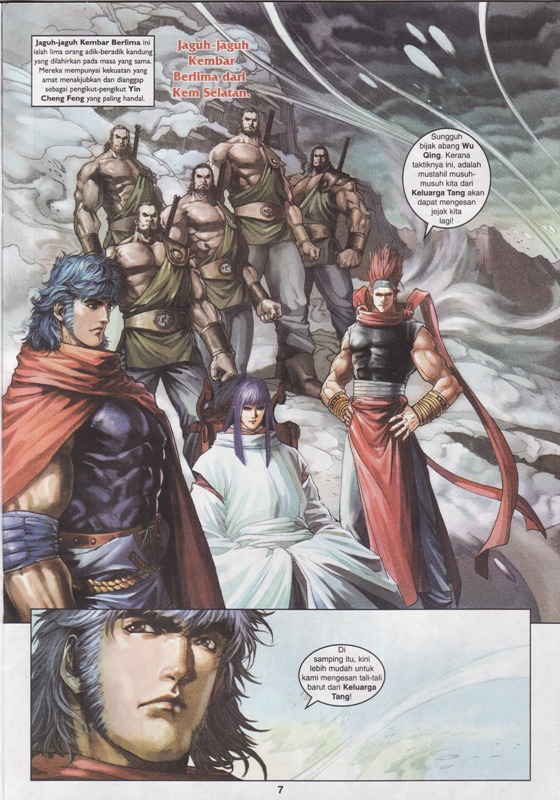 Jaguh-jaguh Kembar Berlima ini
ialah lima orang adik-beradik kandung
yang dilahirkan pada masa yang sama.
Mereka mempunyai kekuatan yang
amat menakjubkan dan dianggap
sebagai pengikut-pengikut Yin
Cheng Feng yang paling handal.
Jaguh-Jaguh
Kembar
Berlima dari
Kem Selatan.
Sungguh
bijak abang Wu
Qing. Kerana
taktiknya ini, adalah
mustahil musuh-
musuh kita dari
Keluarga Tang akan
dapat mengesan
jejak kita
lagi!
Di
samping itu, kini
lebih mudah untuk
kami mengesan tali-tali
barut dari Keluarga
Tang!
7